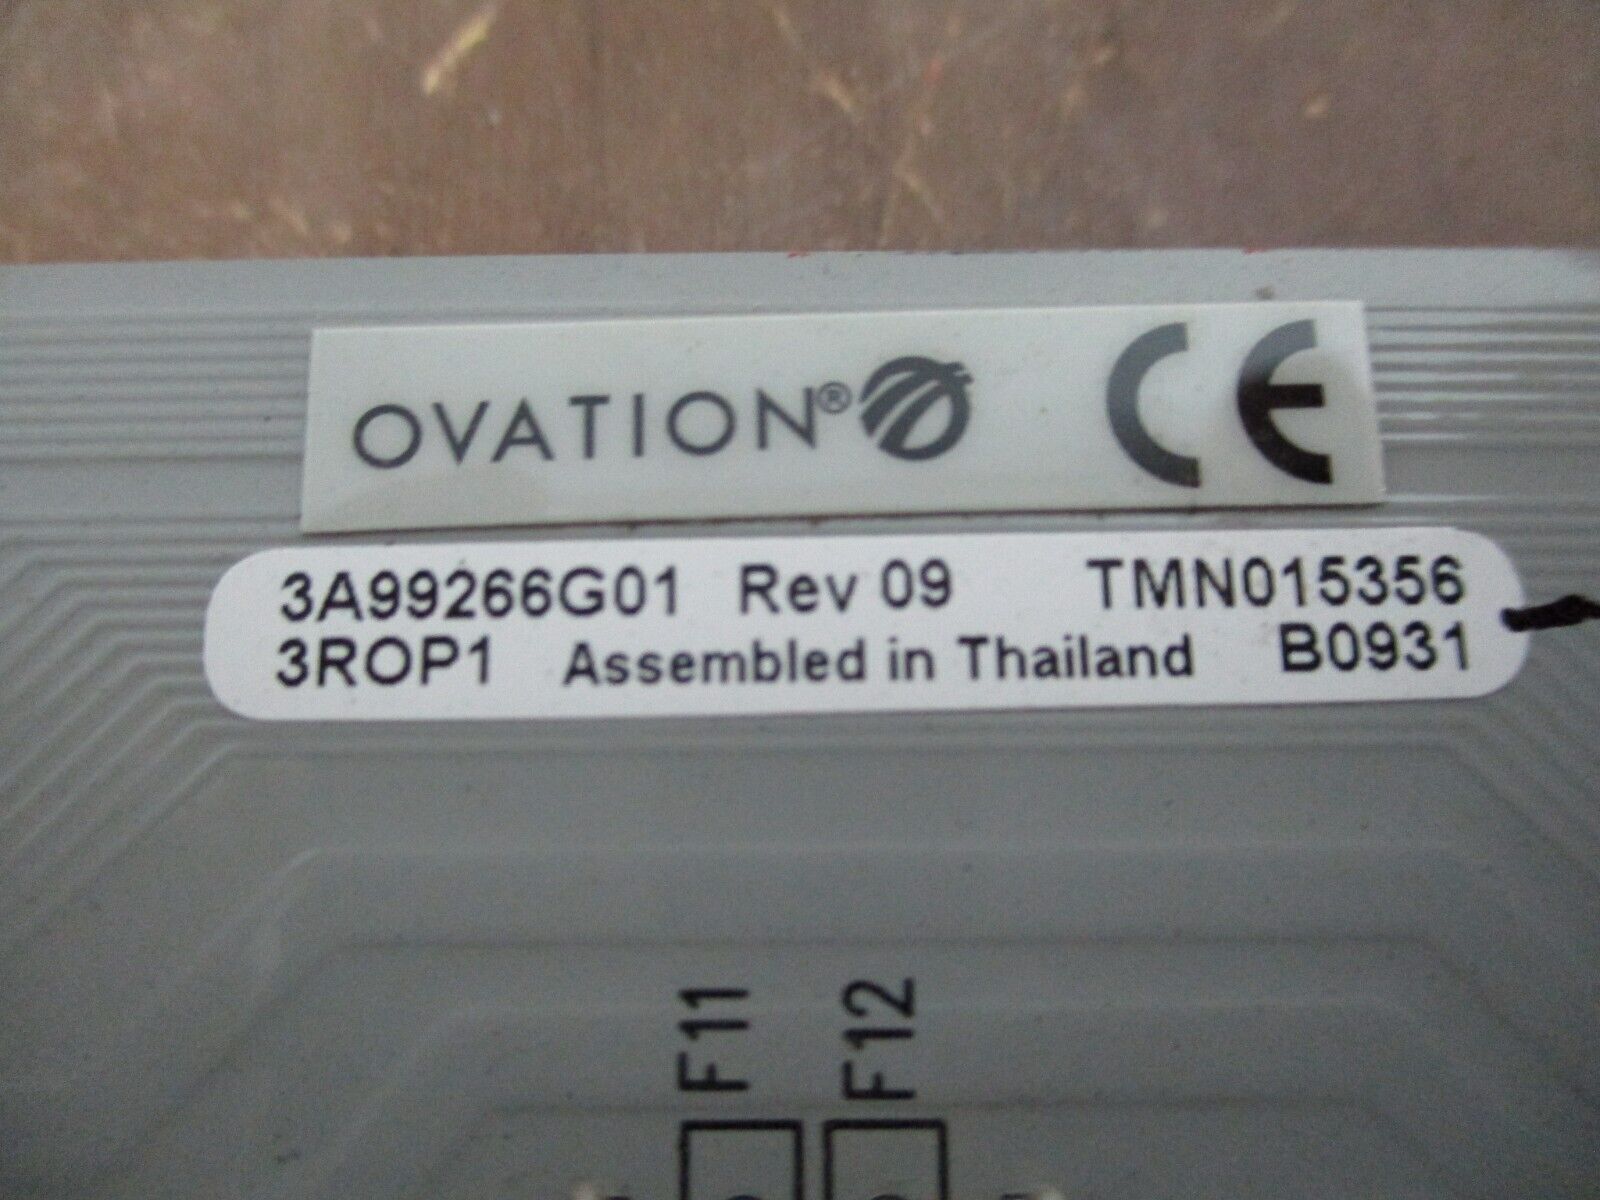 OVATION® CE
3A99266G01 Rev 09 TMN015356
3ROP1 Assembled in Thailand B0931
F11
F12